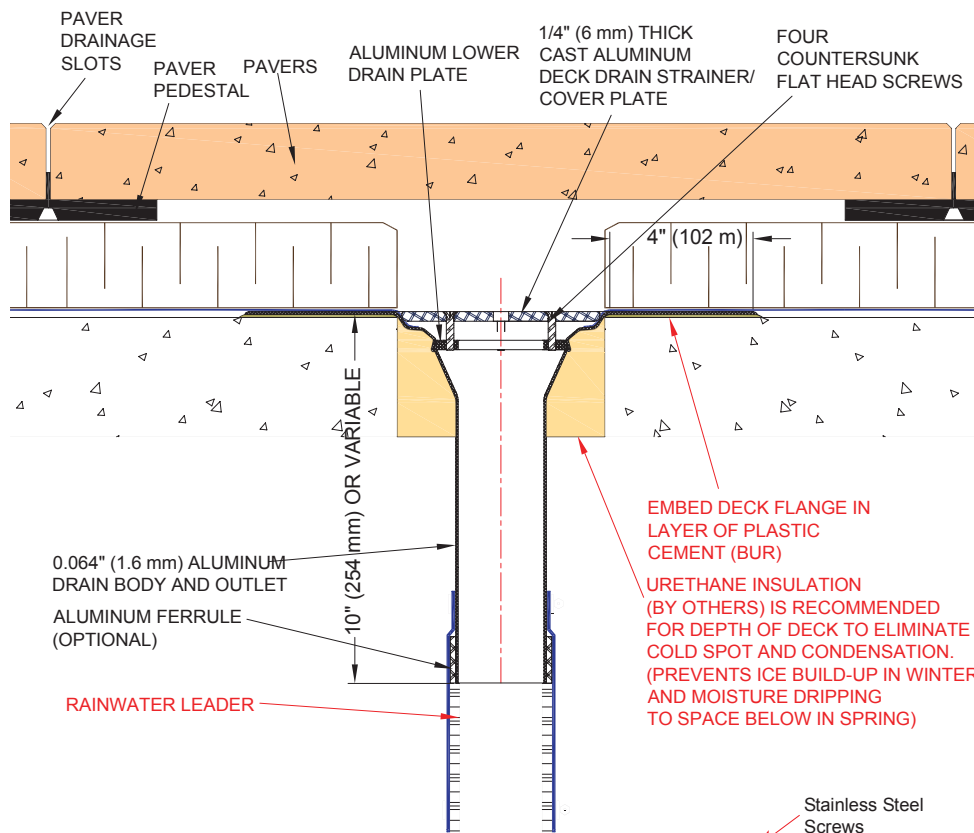 PAVER
DRAINAGE
SLOTS
PAVER
PEDESTAL
PAVERS
ALUMINUM LOWER
DRAIN PLATE
1/4" (6 mm) THICK
CAST ALUMINUM
DECK DRAIN STRAINER/
COVER PLATE
FOUR
COUNTERSUNK
FLAT HEAD SCREWS
4" (102 m)
10" (254 mm) OR VARIABLE
0.064" (1.6 mm) ALUMINUM
DRAIN BODY AND OUTLET
ALUMINUM FERRULE
(OPTIONAL)
RAINWATER LEADER
EMBED DECK FLANGE IN
LAYER OF PLASTIC
CEMENT (BUR)
URETHANE INSULATION
(BY OTHERS) IS RECOMMENDED
FOR DEPTH OF DECK TO ELIMINATE
COLD SPOT AND CONDENSATION.
(PREVENTS ICE BUILD-UP IN WINTER
AND MOISTURE DRIPPING
TO SPACE BELOW IN SPRING)
Stainless Steel
Screws